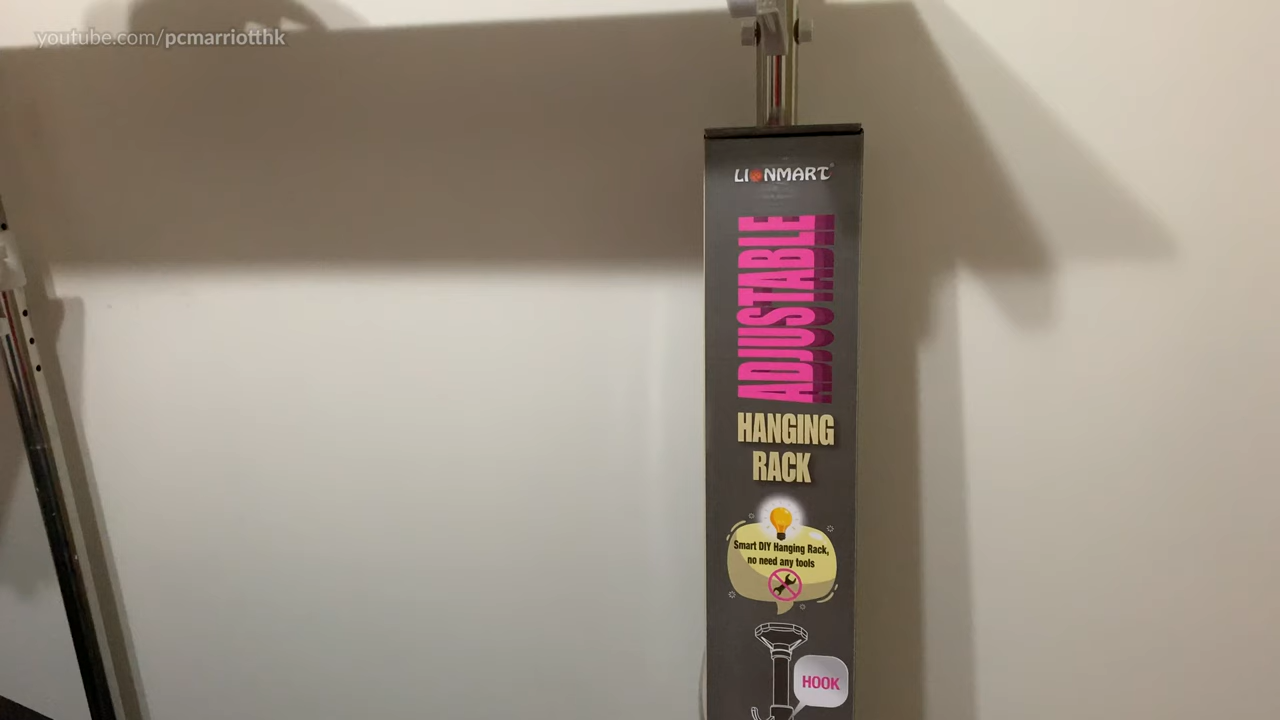 youtube.com/pcmarriotthk
LIONMART
ADJUSTABLE
HANGING
RACK
Smart DIY Hanging Rack,
no need any tools
HOOK